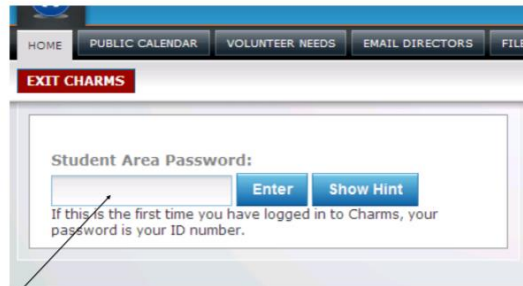 HOME PUBLIC CALENDAR VOLUNTEER NEEDS EMAIL DIRECTORS
EXIT CHARMS
Student Area Password:
Enter Show Hint
If this is the first time you have logged in to Charms, your
password is your ID number.